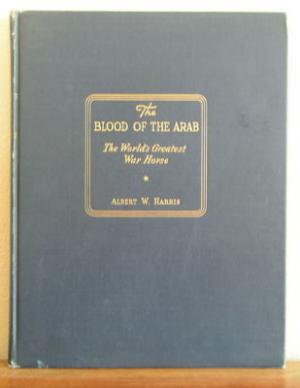 The
BLOOD OF THE ARAB
The World's Greatest
War Horse
ALBERT W. HARRIS